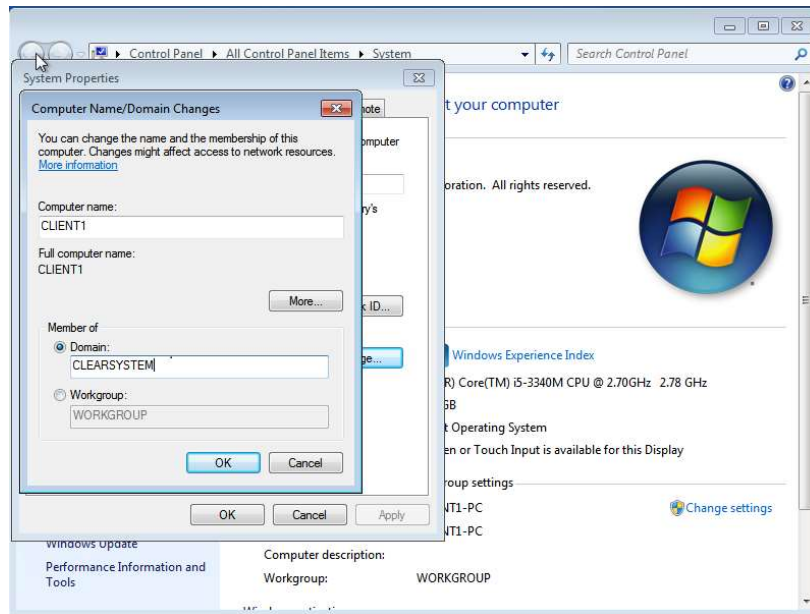 Control Panel ▸ All Control Panel Items ▸ System
Search Control Panel
System Properties
Computer Name/Domain Changes
You can change the name and the membership of this
computer. Changes might affect access to network resources.
More information
Computer name:
CLIENT1
Full computer name:
CLIENT1
More...
Member of
Domain:
CLEARSYSTEM
Workgroup:
WORKGROUP
OK Cancel
OK Cancel Apply
t your computer
oration. All rights reserved.
Windows Experience Index
R) Core(TM) i5-3340M CPU @ 2.70GHz 2.78 GHz
GB
t Operating System
en or Touch Input is available for this Display
roup settings
NT1-PC
Change settings
NT1-PC
Computer description:
Workgroup: WORKGROUP
Windows Update
Performance Information and
Tools